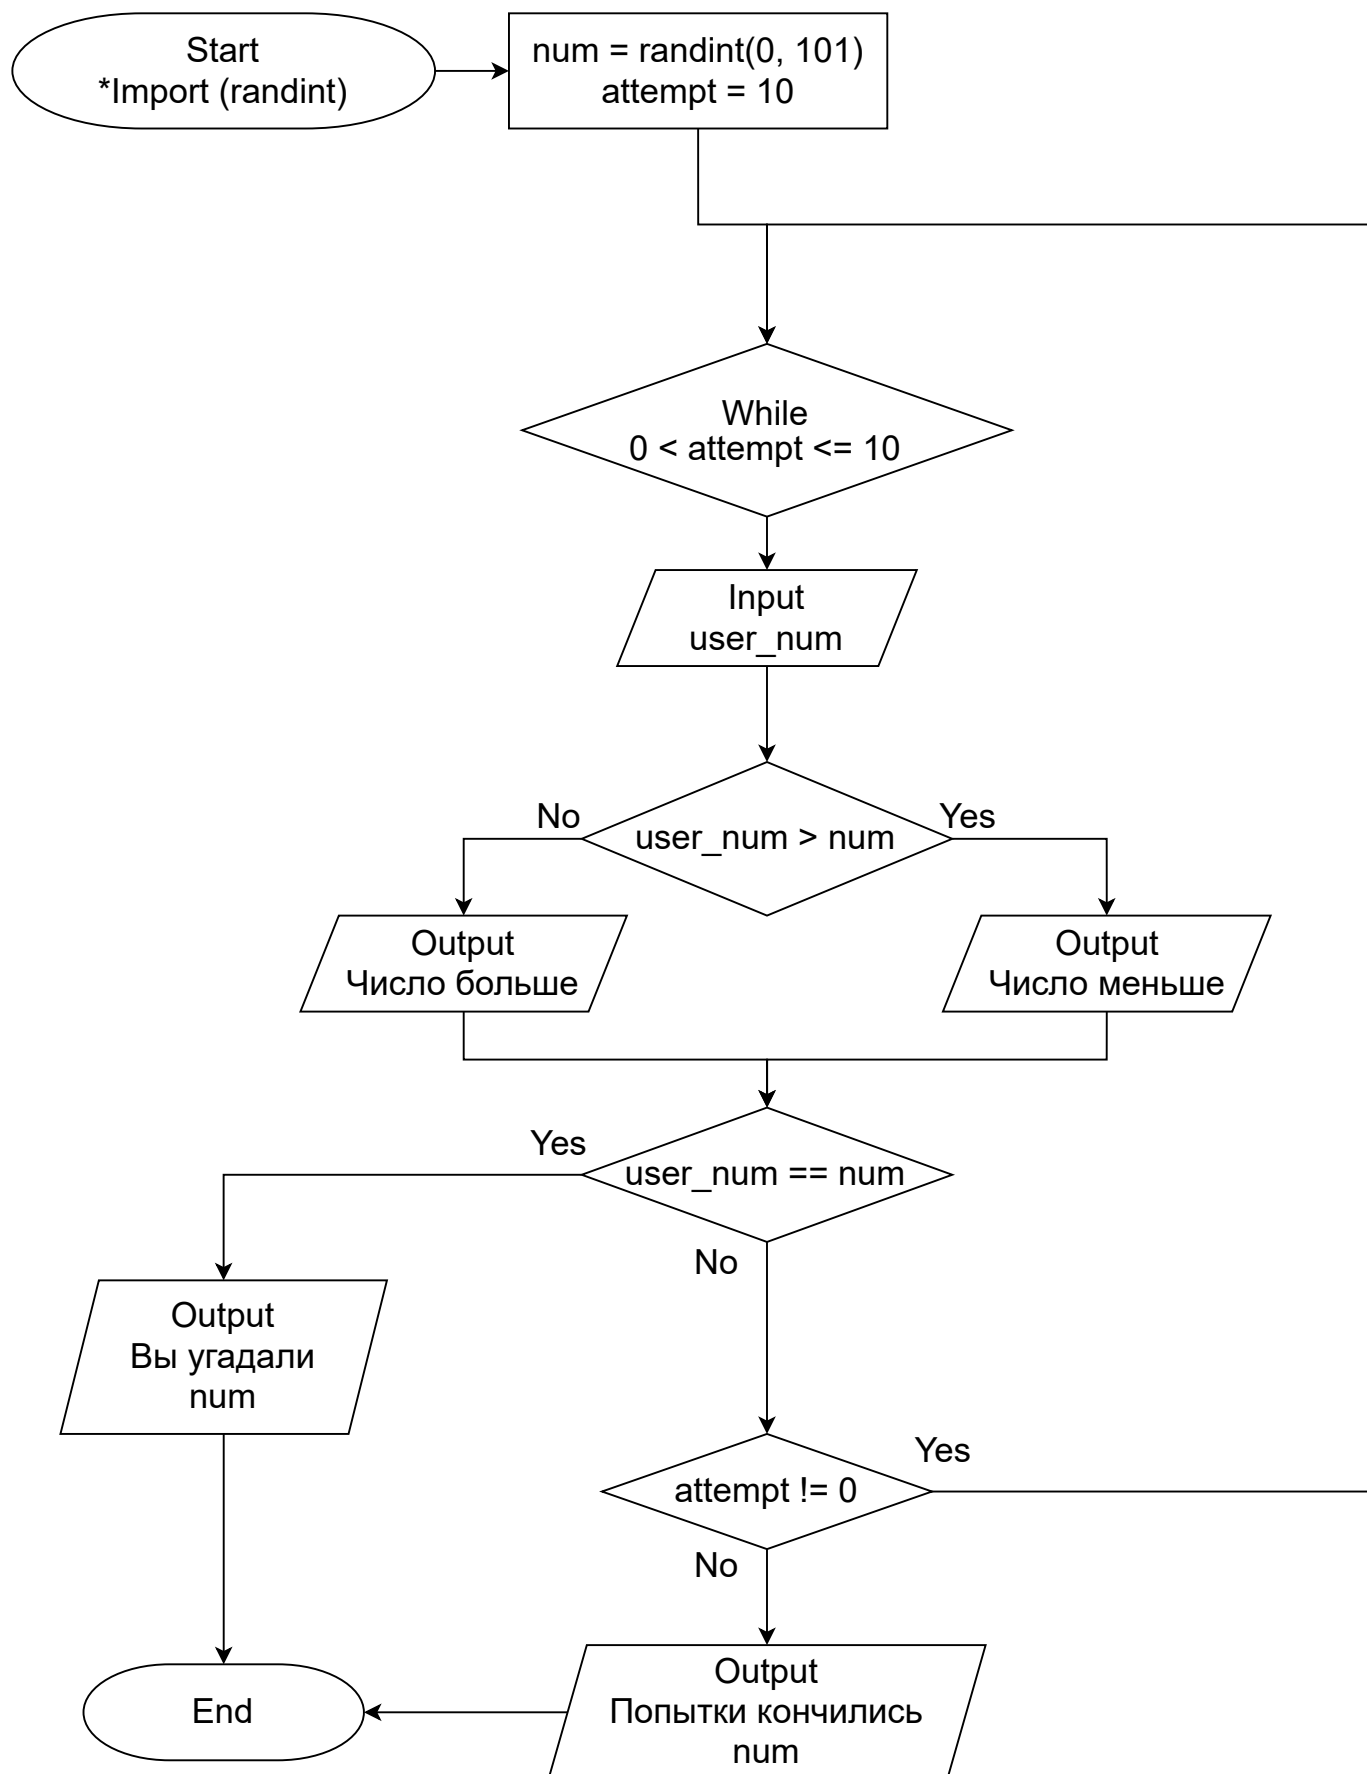 Start
*Import (randint)
num = randint(0, 101)
attempt = 10
While
0 < attempt <= 10
Input
user_num
No
user_num > num
Yes
Output
Число больше
Output
Число меньше
Yes
user_num == num
No
Output
Вы угадали
num
attempt != 0
Yes
No
Output
Попытки кончились
num
End